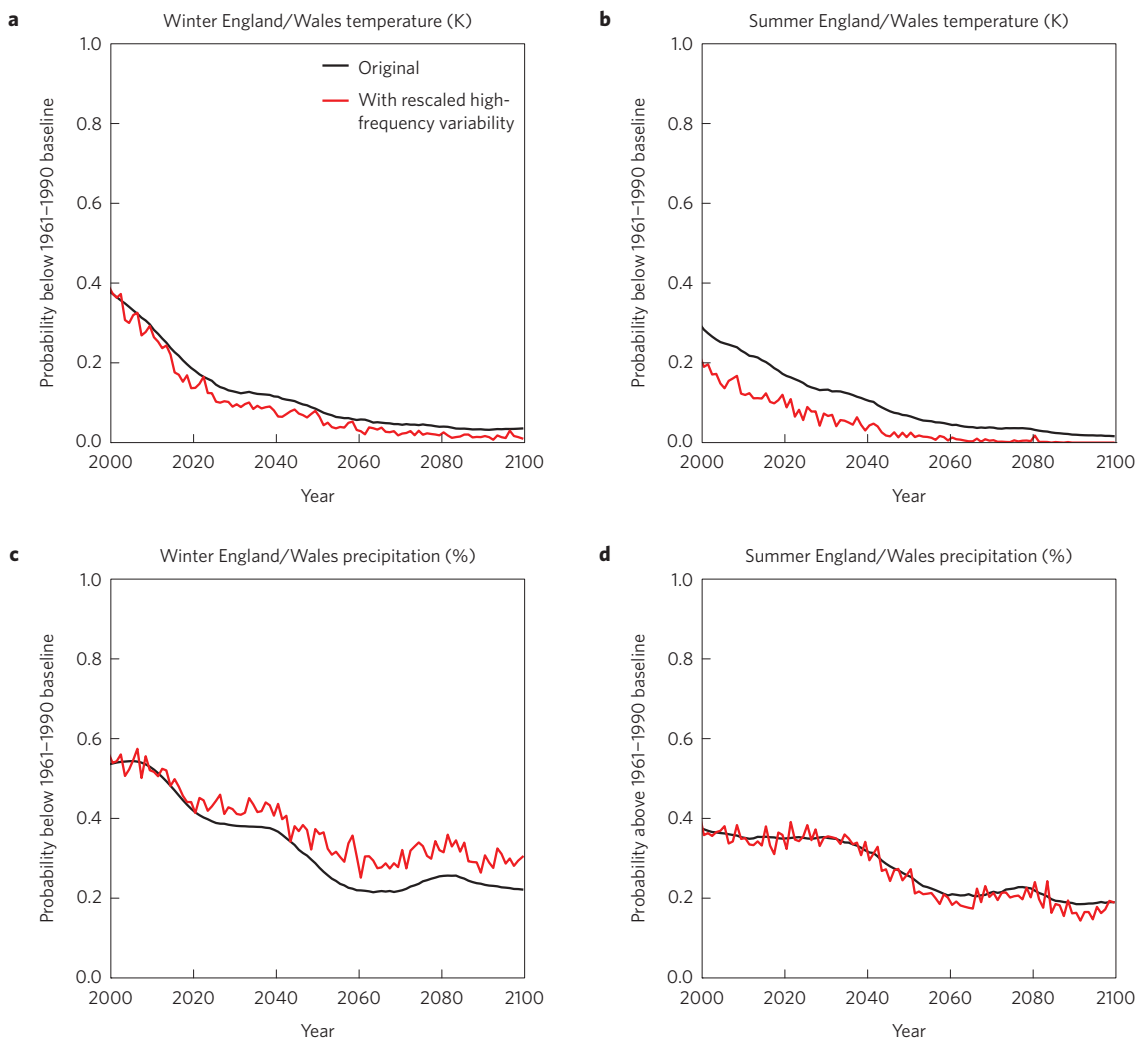 a
Winter England/Wales temperature (K)
Probability below 1961–1990 baseline
1.0
0.8
0.6
0.4
0.2
0.0
Original
With rescaled high-
frequency variability
2000
2020
2040
2060
2080
2100
Year
b
Summer England/Wales temperature (K)
Probability below 1961–1990 baseline
1.0
0.8
0.6
0.4
0.2
0.0
2000
2020
2040
2060
2080
2100
Year
c
Winter England/Wales precipitation (%)
Probability below 1961–1990 baseline
1.0
0.8
0.6
0.4
0.2
0.0
2000
2020
2040
2060
2080
2100
Year
d
Summer England/Wales precipitation (%)
Probability above 1961–1990 baseline
1.0
0.8
0.6
0.4
0.2
0.0
2000
2020
2040
2060
2080
2100
Year